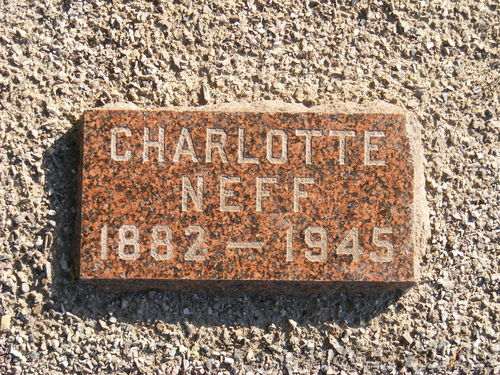 CHARLOTTE
NEFF
1882 — 1945